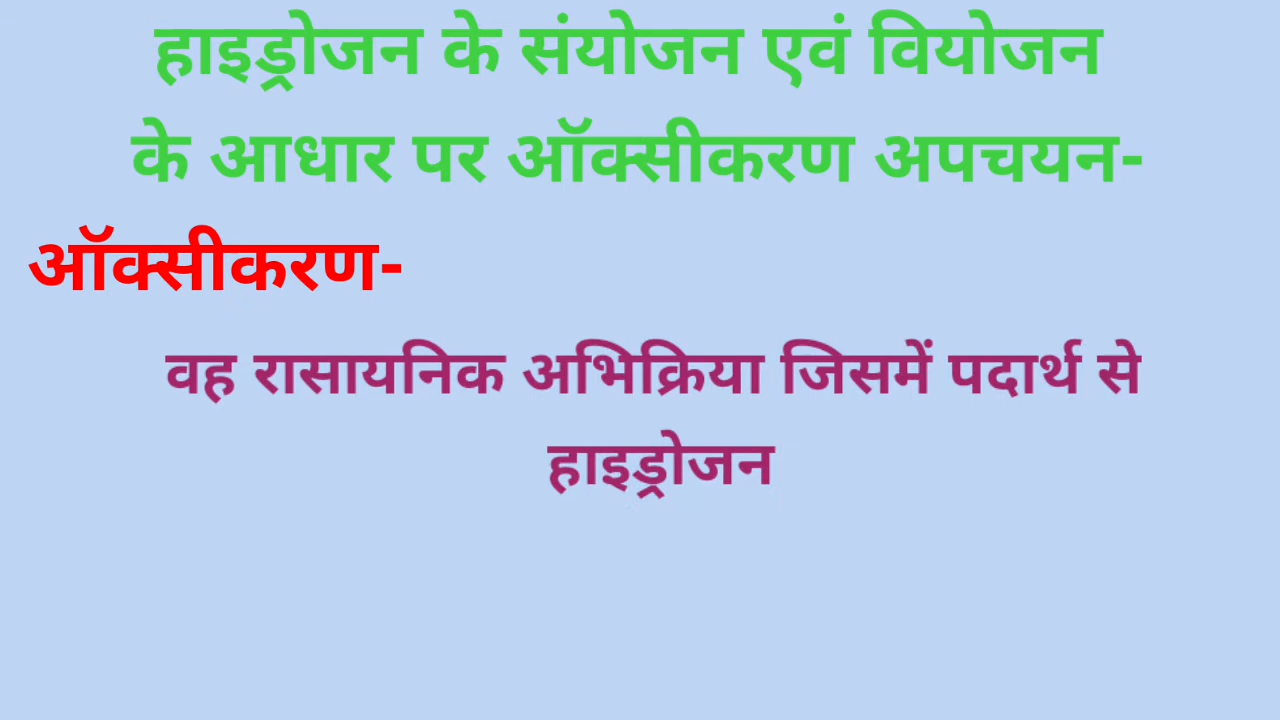 हाइड्रोजन के संयोजन एवं वियोजन
के आधार पर ऑक्सीकरण अपचयन-
ऑक्सीकरण-
वह रासायनिक अभिक्रिया जिसमें पदार्थ से
हाइड्रोजन